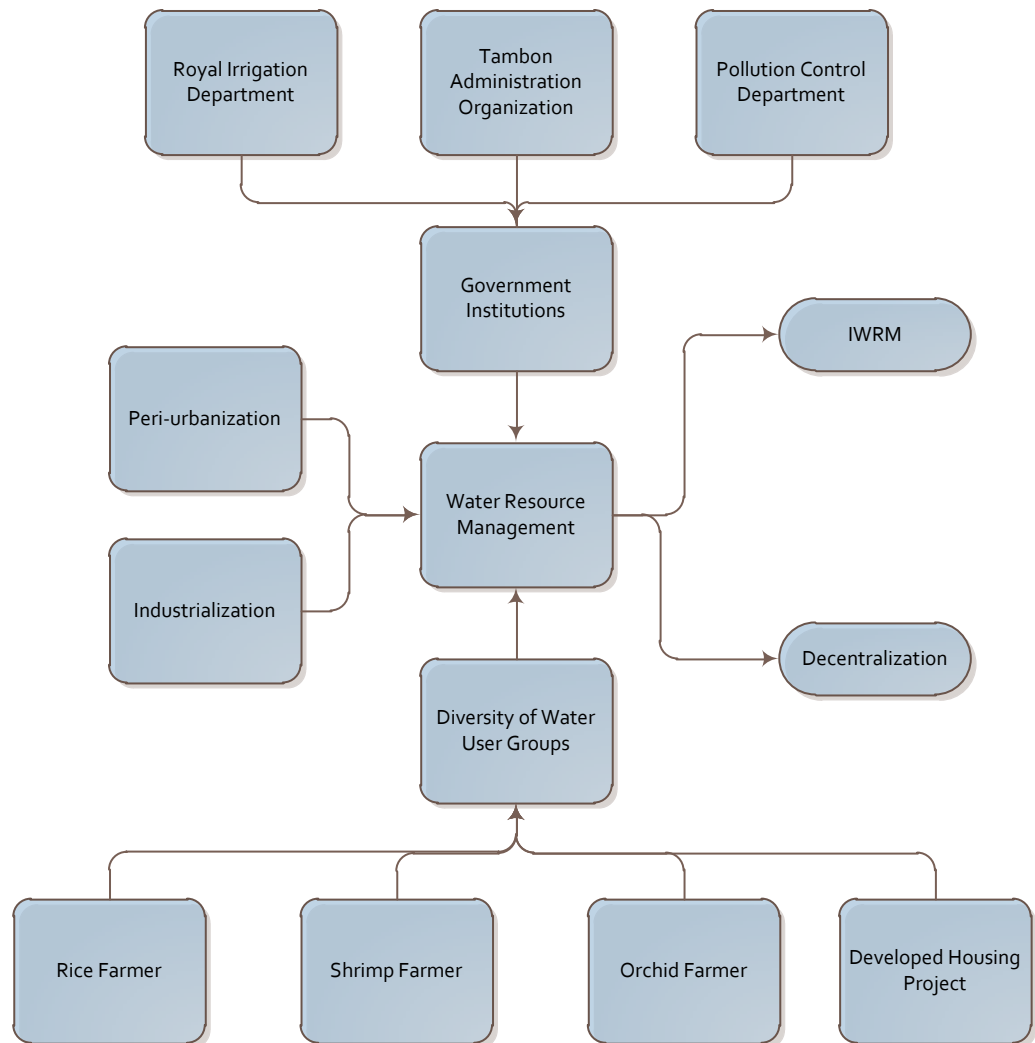 Royal Irrigation
Department
Tambon
Administration
Organization
Pollution Control
Department
Government
Institutions
IWRM
Peri-urbanization
Water Resource
Management
Industrialization
Decentralization
Diversity of Water
User Groups
Rice Farmer
Shrimp Farmer
Orchid Farmer
Developed Housing
Project